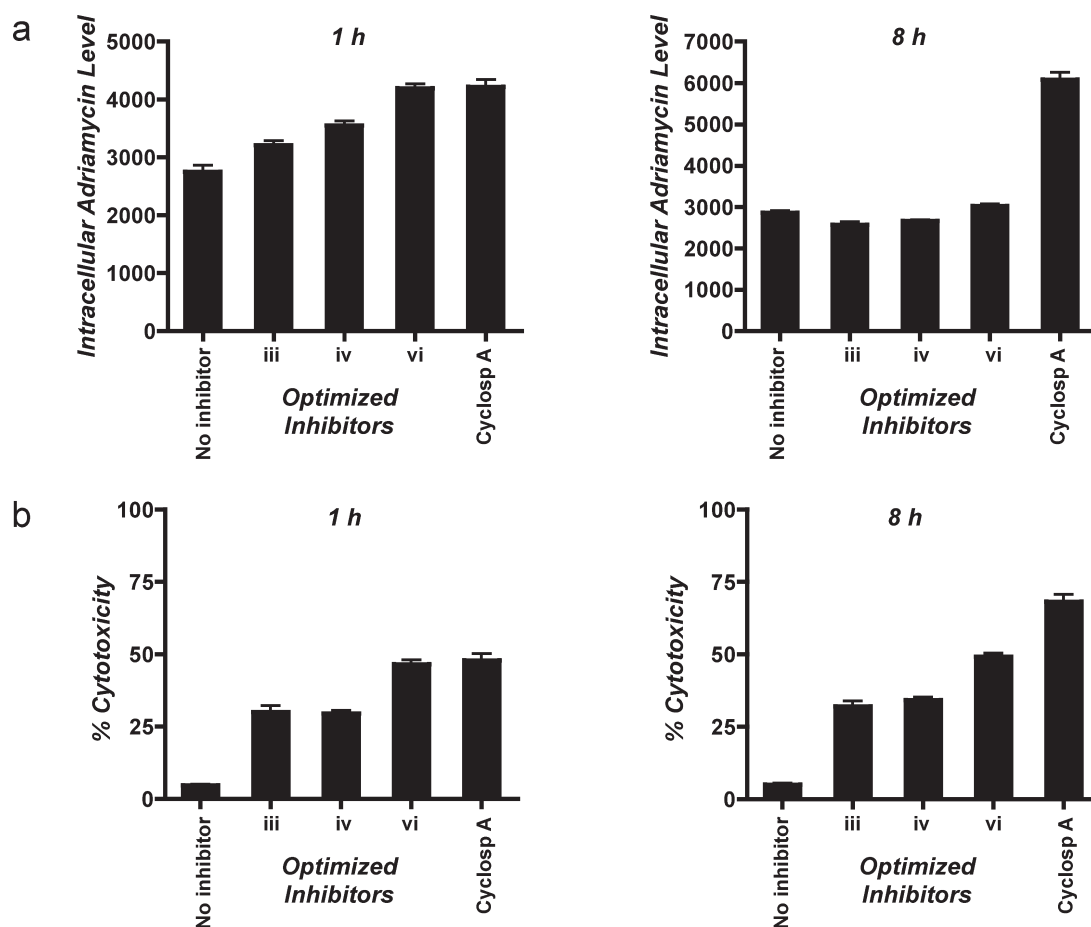 a
Intracellular Adriamycin Level
1 h
5000
4000
3000
2000
1000
0
No inhibitor
iii
iv
vi
Cyclosp A
Optimized
Inhibitors
Intracellular Adriamycin Level
8 h
7000
6000
5000
4000
3000
2000
1000
0
No inhibitor
iii
iv
vi
Cyclosp A
Optimized
Inhibitors
b
% Cytotoxicity
1 h
100
75
50
25
0
No inhibitor
iii
iv
vi
Cyclosp A
Optimized
Inhibitors
% Cytotoxicity
8 h
100
75
50
25
0
No inhibitor
iii
iv
vi
Cyclosp A
Optimized
Inhibitors